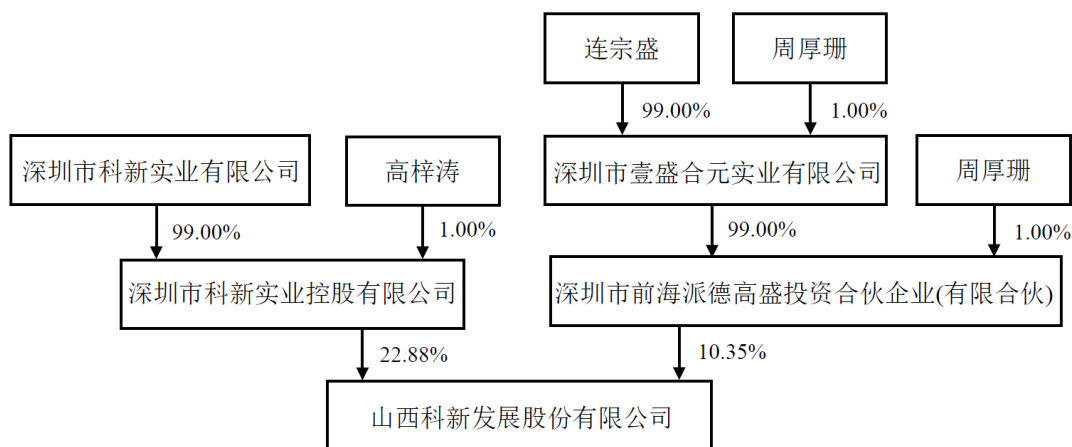 连宗盛
周厚珊
99.00%
1.00%
深圳市科新实业有限公司
高梓涛
深圳市壹盛合元实业有限公司
周厚珊
99.00%
1.00%
99.00%
1.00%
深圳市科新实业控股有限公司
深圳市前海派德高盛投资合伙企业(有限合伙)
22.88%
10.35%
山西科新发展股份有限公司